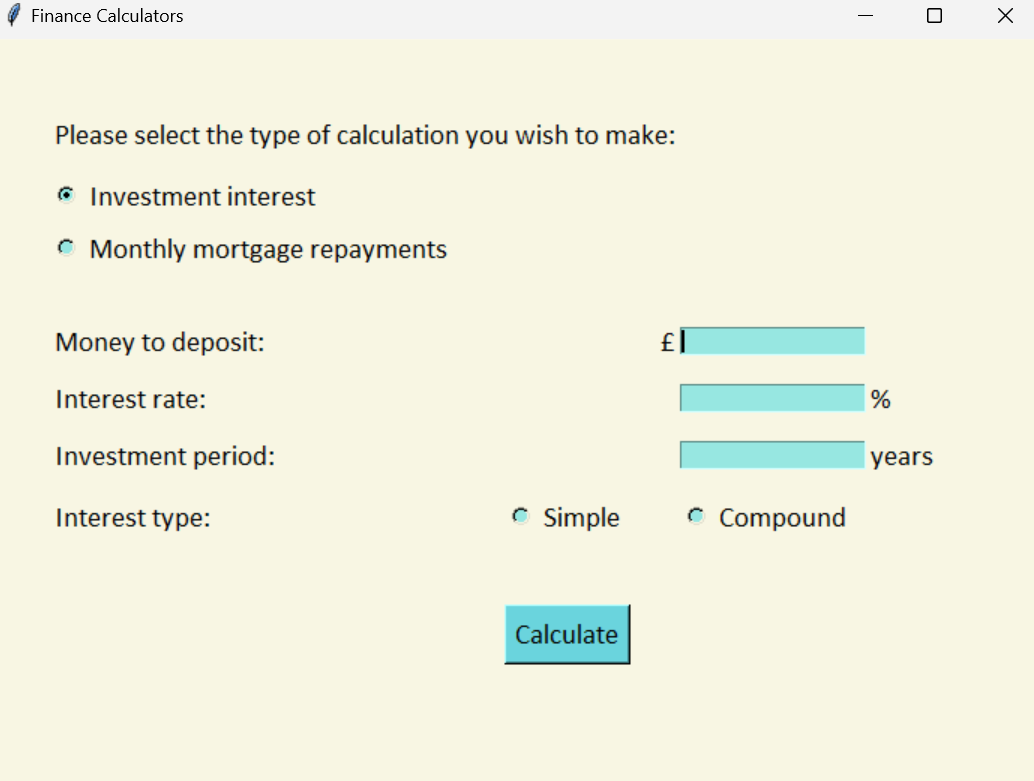 Finance Calculators
Please select the type of calculation you wish to make:
Investment interest
Monthly mortgage repayments
Money to deposit: £
Interest rate: %
Investment period: years
Interest type: Simple Compound
Calculate